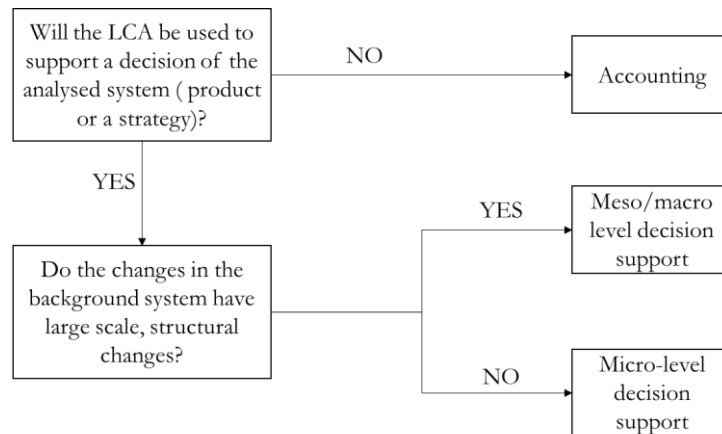 Will the LCA be used to
support a decision of the
analysed system ( product
or a strategy)?
NO
Accounting
YES
Do the changes in the
background system have
large scale, structural
changes?
YES
Meso/macro
level decision
support
NO
Micro-level
decision
support